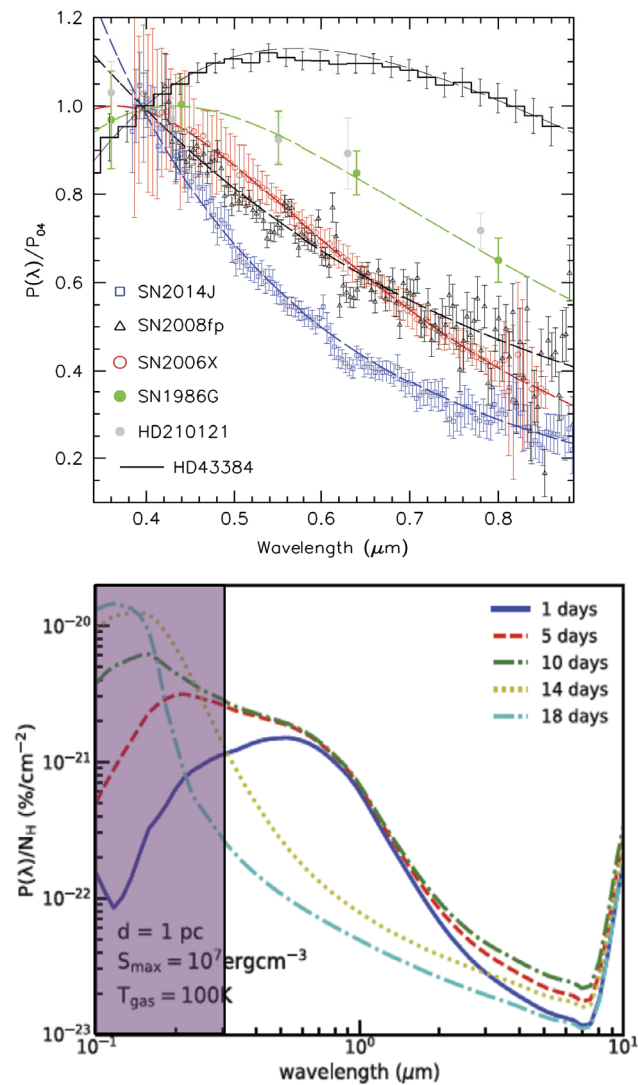 1.2
1.0
0.8
0.6
0.4
0.2
P(λ)/P₀₄
SN2014J
SN2008fp
SN2006X
SN1986G
HD210121
HD43384
0.4 0.5 0.6 0.7 0.8
Wavelength (μm)
10⁻²⁰
10⁻²¹
10⁻²²
10⁻²³
P(λ)/N_H (%/cm⁻²)
1 days
5 days
10 days
14 days
18 days
d = 1 pc
S_max = 10⁷ergcm⁻³
T_gas = 100K
10⁻¹ 10⁰ 10¹
wavelength (μm)